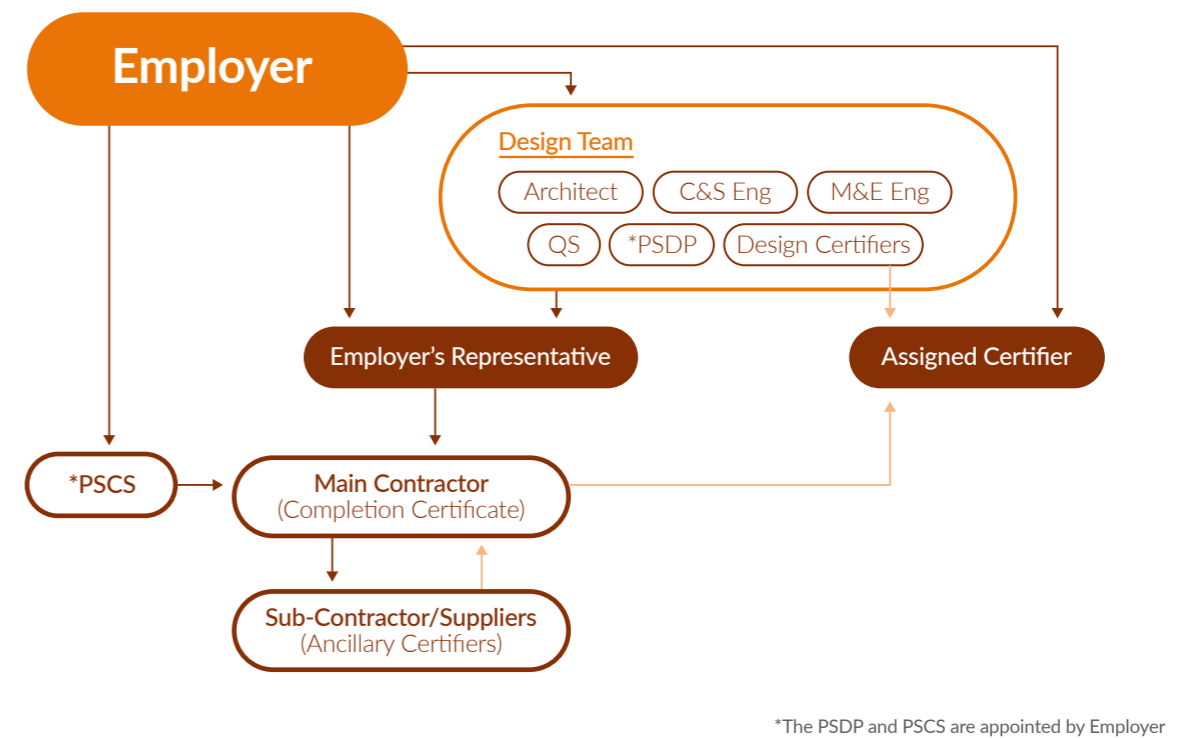 Employer
Design Team
Architect
C&S Eng
M&E Eng
QS
*PSDP
Design Certifiers
Employer’s Representative
Assigned Certifier
*PSCS
Main Contractor
(Completion Certificate)
Sub-Contractor/Suppliers
(Ancillary Certifiers)
*The PSDP and PSCS are appointed by Employer